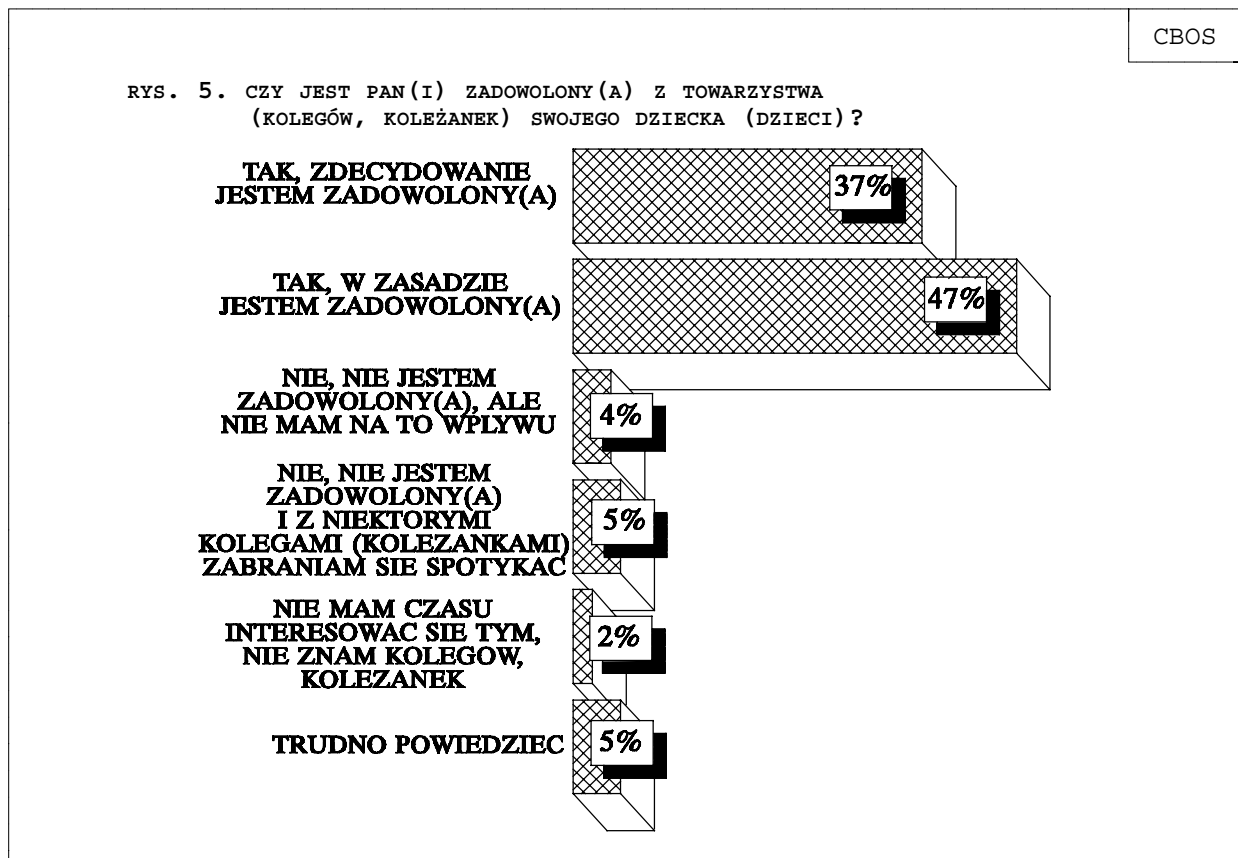 CBOS
RYS. 5. CZY JEST PAN(I) ZADOWOLONY(A) Z TOWARZYSTWA
(KOLEGÓW, KOLEŻANEK) SWOJEGO DZIECKA (DZIECI)?
TAK, ZDECYDOWANIE
JESTEM ZADOWOLONY(A)
37%
TAK, W ZASADZIE
JESTEM ZADOWOLONY(A)
47%
NIE, NIE JESTEM
ZADOWOLONY(A), ALE
NIE MAM NA TO WPLYWU
4%
NIE, NIE JESTEM
ZADOWOLONY(A)
I Z NIEKTORYMI
KOLEGAMI (KOLEZANKAMI)
ZABRANIAM SIE SPOTYKAC
5%
NIE MAM CZASU
INTERESOWAC SIE TYM,
NIE ZNAM KOLEGOW,
KOLEZANEK
2%
TRUDNO POWIEDZIEC
5%